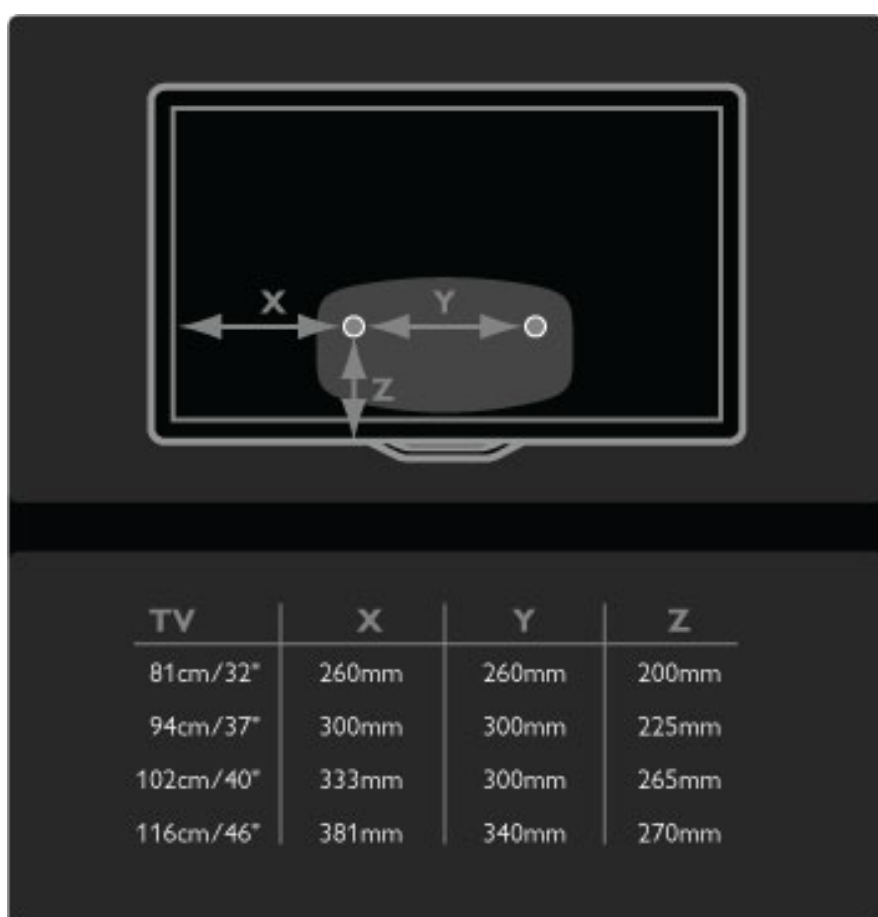 X Y
Z
TV X Y Z
81cm/32" 260mm 260mm 200mm
94cm/37" 300mm 300mm 225mm
102cm/40" 333mm 300mm 265mm
116cm/46" 381mm 340mm 270mm